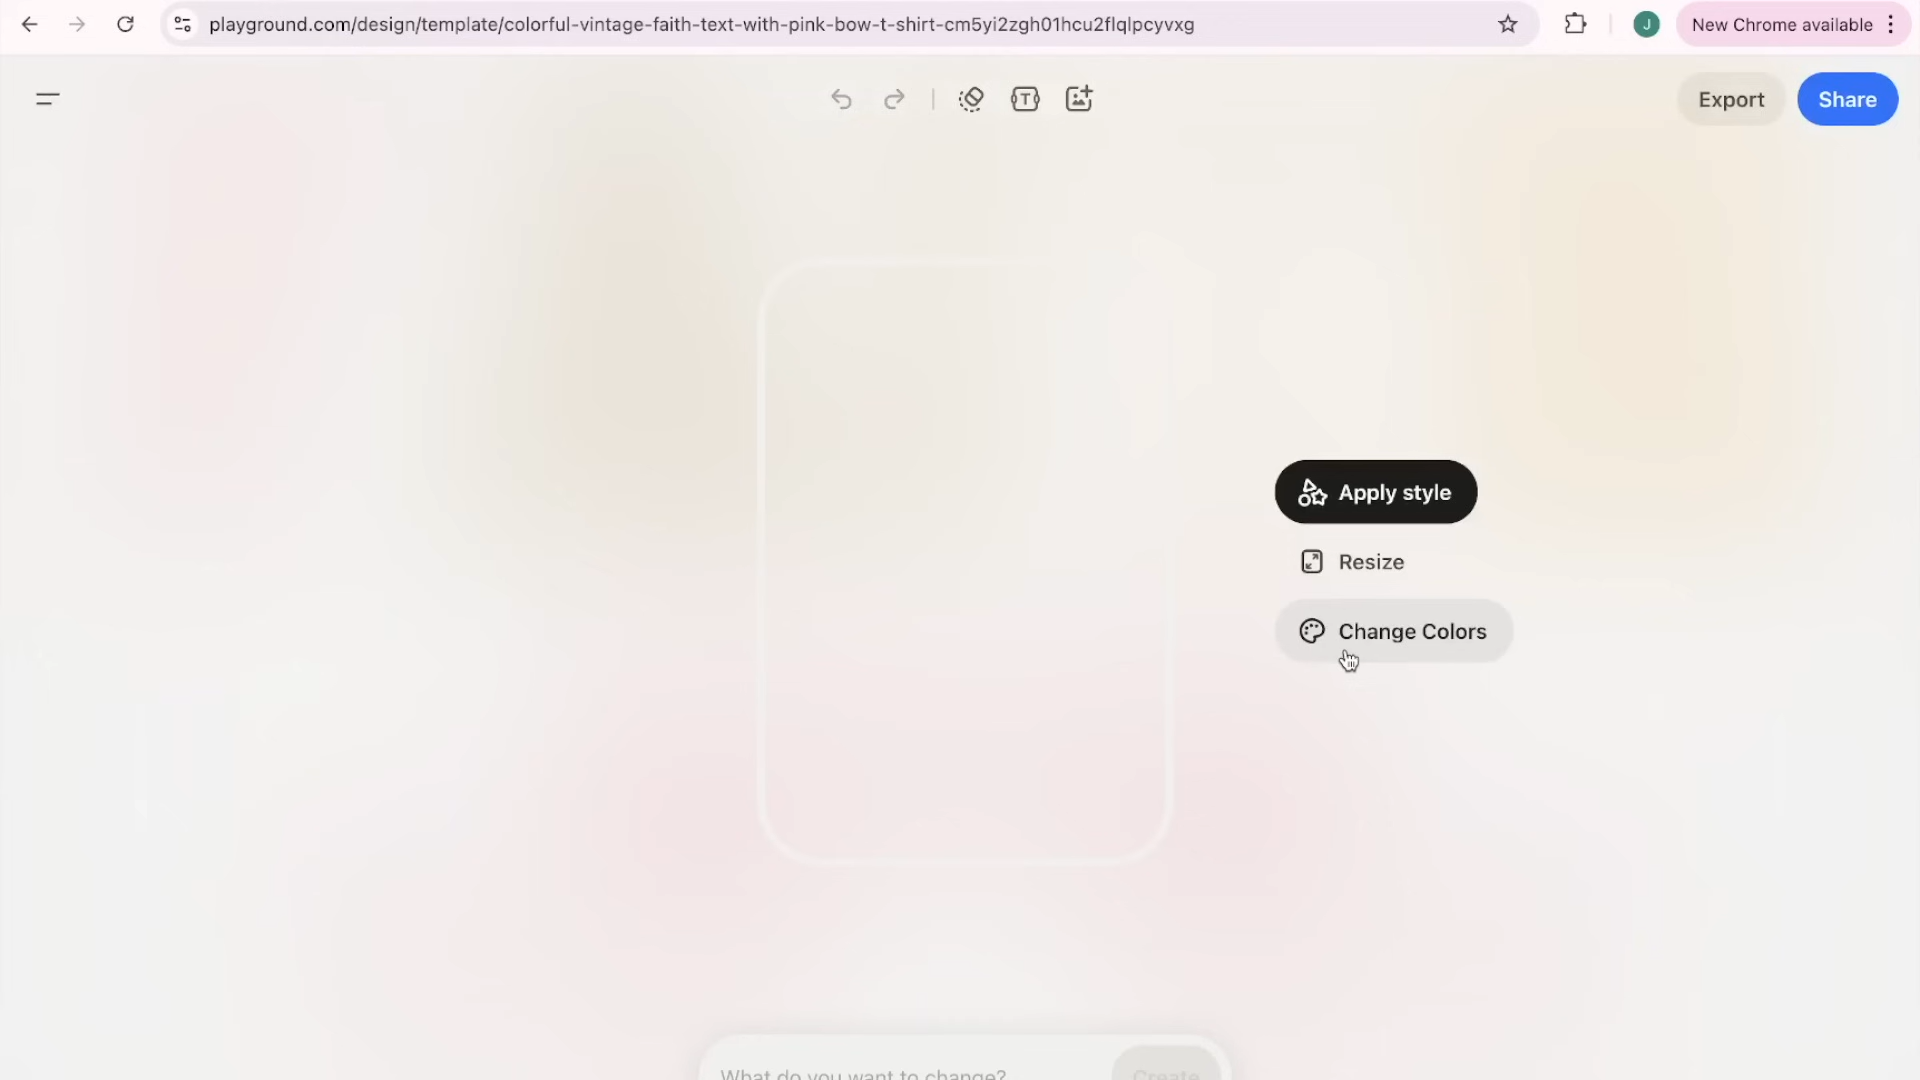 playground.com/design/template/colorful-vintage-faith-text-with-pink-bow-t-shirt-cm5yi2zgh01hcu2flqlpcyvxg
J
New Chrome available
T
Export
Share
Apply style
Resize
Change Colors
What do you want to change?
Create